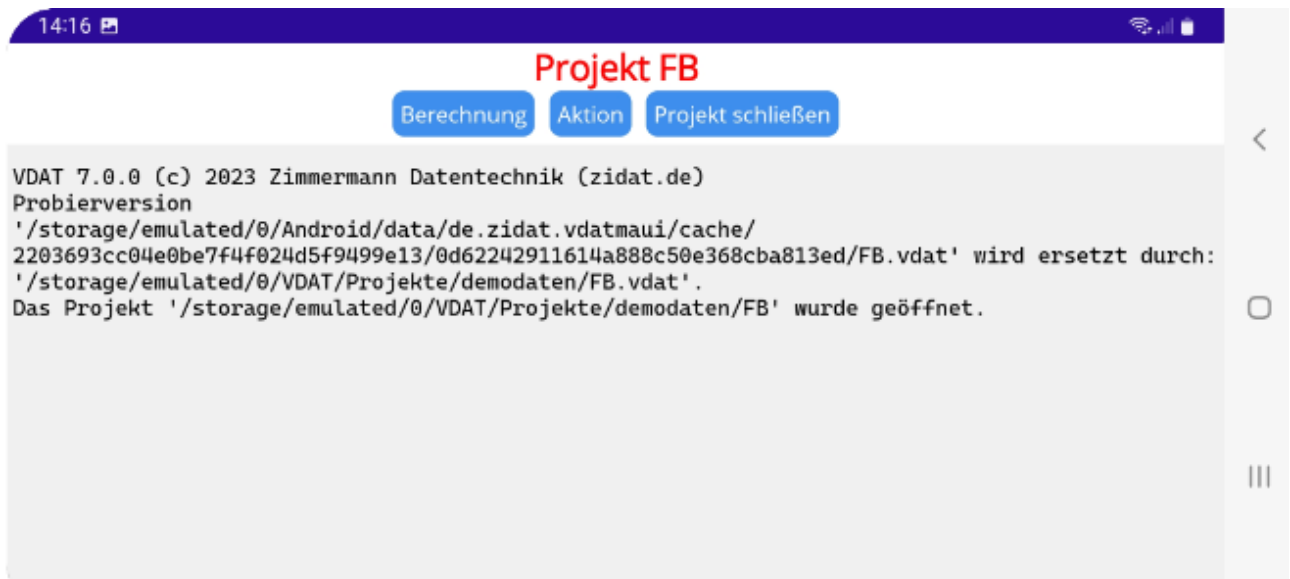 14:16
Projekt FB
Berechnung Aktion Projekt schließen
VDAT 7.0.0 (c) 2023 Zimmermann Datentechnik (zidat.de)
Probierversion
'/storage/emulated/0/Android/data/de.zidat.vdatmaui/cache/
2203693cc04e0be7f4f024d5f9499e13/0d62242911614a888c50e368cba813ed/FB.vdat' wird ersetzt durch:
'/storage/emulated/0/VDAT/Projekte/demodaten/FB.vdat'.
Das Projekt '/storage/emulated/0/VDAT/Projekte/demodaten/FB' wurde geöffnet.